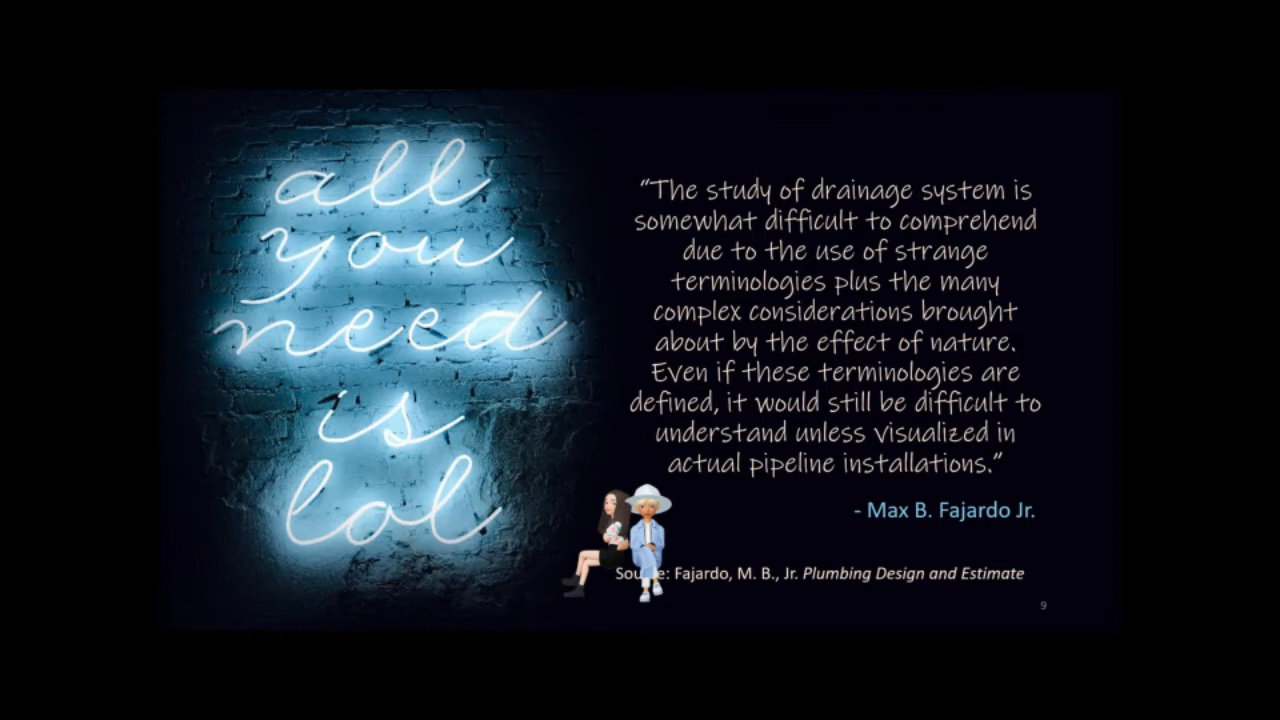 all
you
need
is
lol
“The study of drainage system is
somewhat difficult to comprehend
due to the use of strange
terminologies plus the many
complex considerations brought
about by the effect of nature.
Even if these terminologies are
defined, it would still be difficult to
understand unless visualized in
actual pipeline installations.”
- Max B. Fajardo Jr.
Source: Fajardo, M. B., Jr. Plumbing Design and Estimate
9